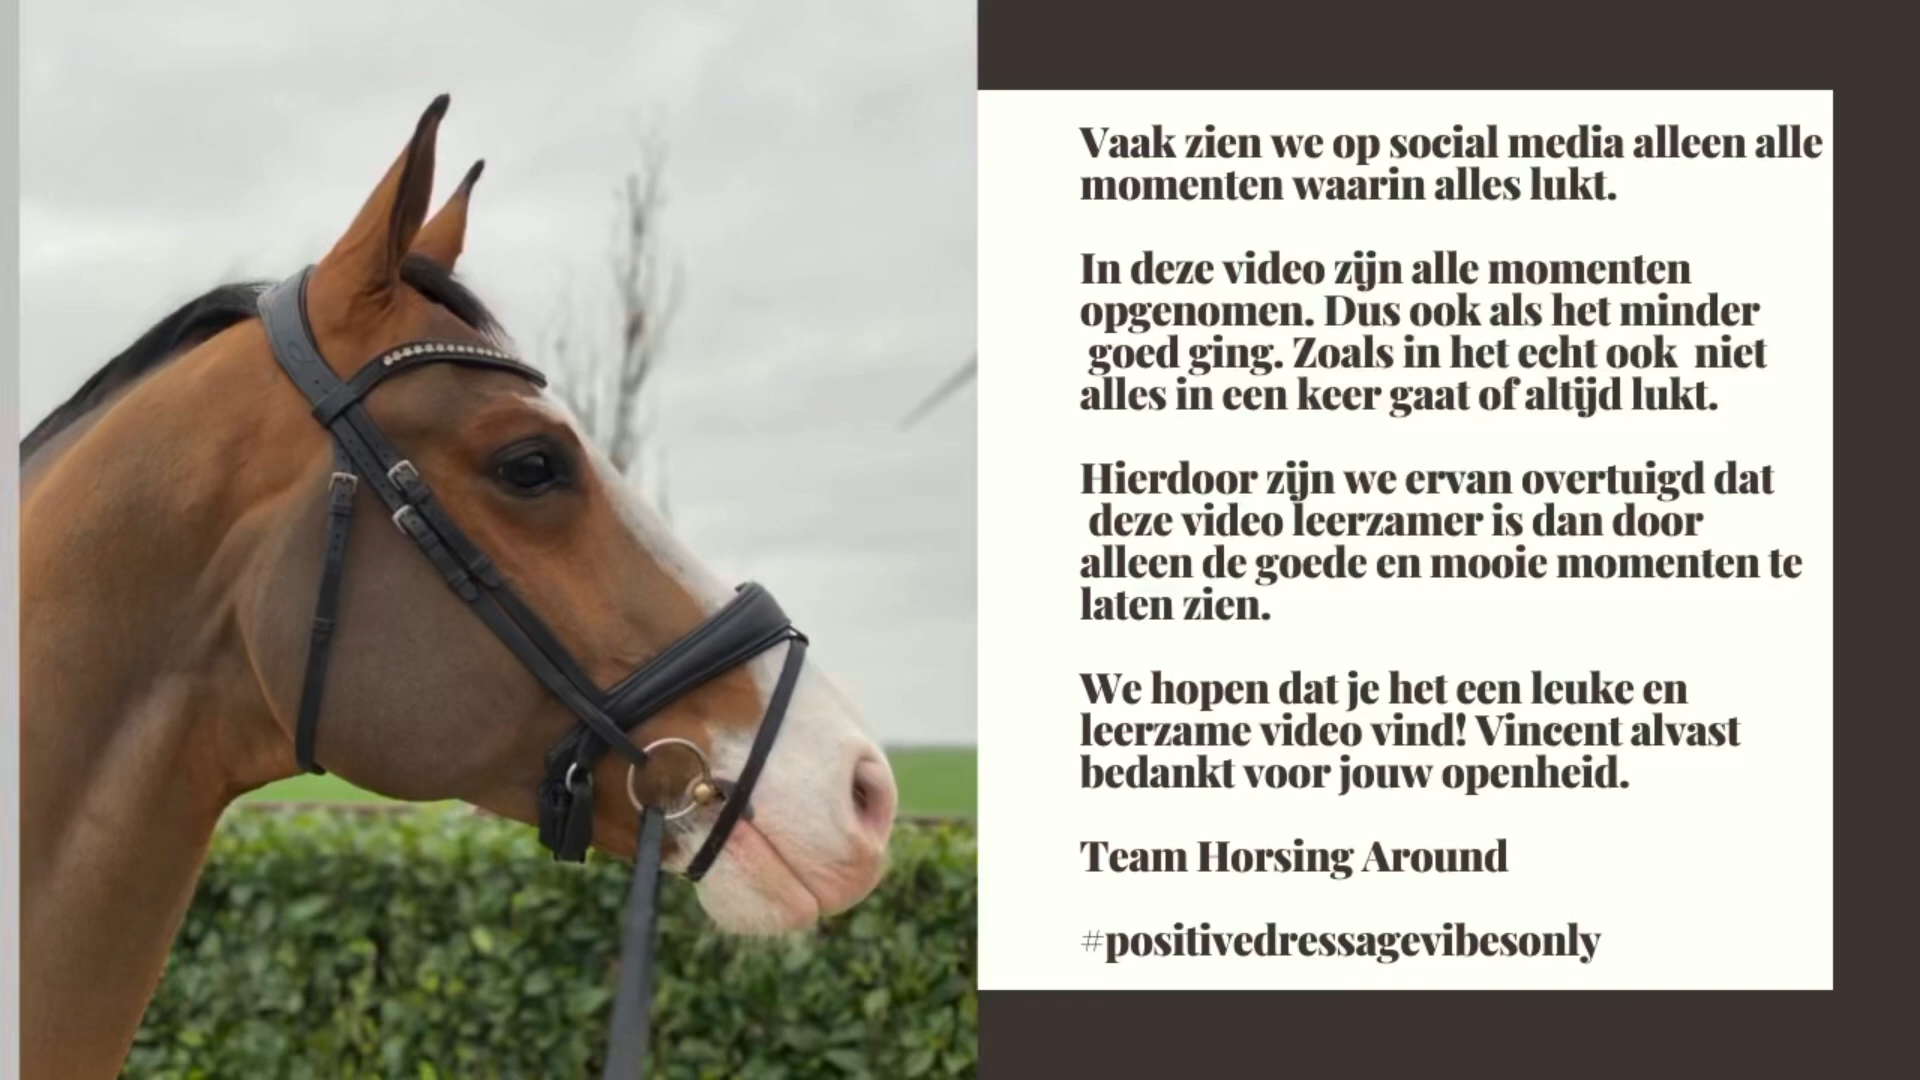 Vaak zien we op social media alleen alle
momenten waarin alles lukt.
In deze video zijn alle momenten
opgenomen. Dus ook als het minder
goed ging. Zoals in het echt ook niet
alles in een keer gaat of altijd lukt.
Hierdoor zijn we ervan overtuigd dat
deze video leerzamer is dan door
alleen de goede en mooie momenten te
laten zien.
We hopen dat je het een leuke en
leerzame video vind! Vincent alvast
bedankt voor jouw openheid.
Team Horsing Around
#positivedressagevibesonly